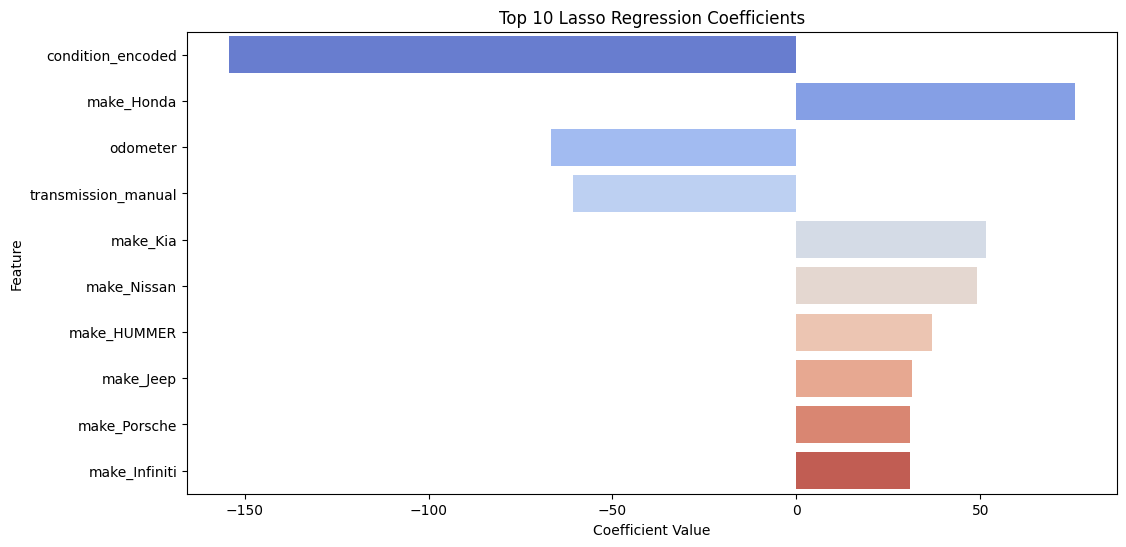 Top 10 Lasso Regression Coefficients
condition_encoded
make_Honda
odometer
transmission_manual
make_Kia
make_Nissan
make_HUMMER
make_Jeep
make_Porsche
make_Infiniti
Feature
−150
−100
−50
0
50
Coefficient Value